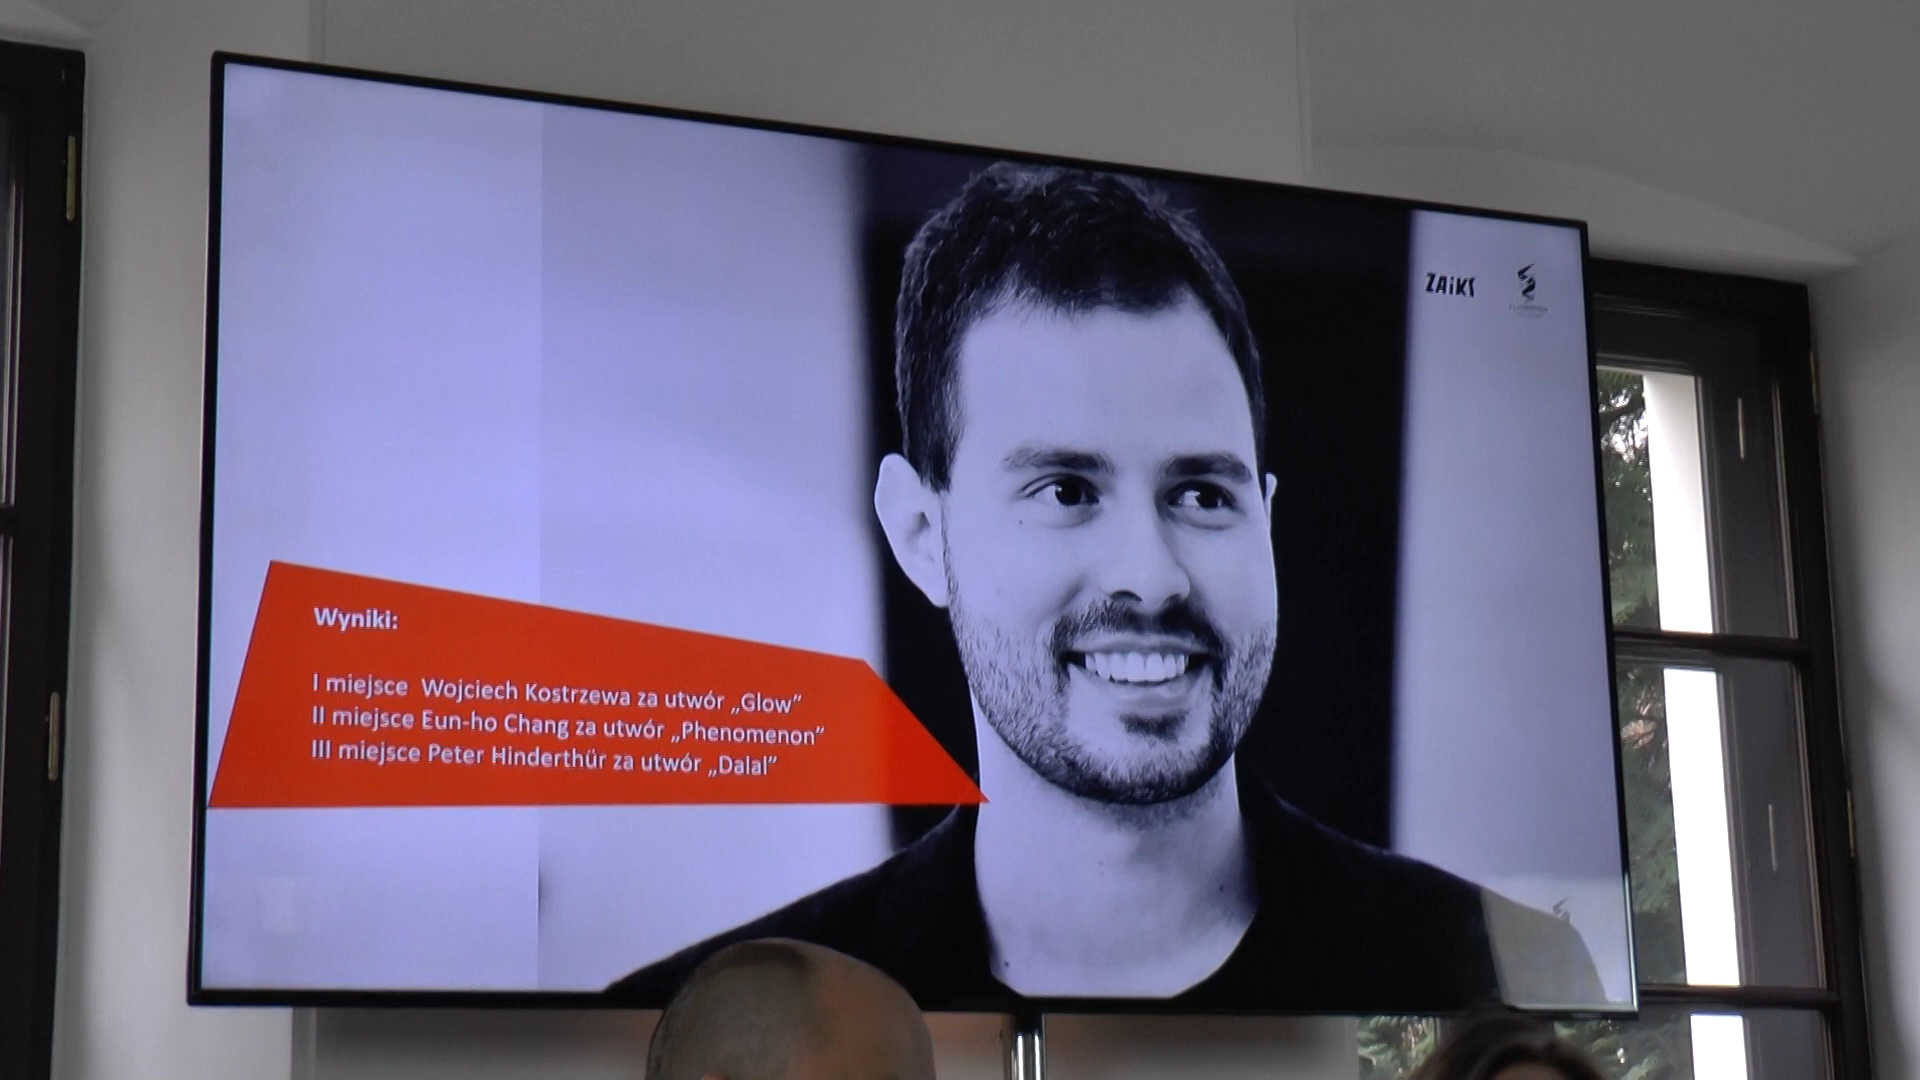 ZAiKS
Wyniki:
I miejsce Wojciech Kostrzewa za utwór „Glow”
II miejsce Eun-ho Chang za utwór „Phenomenon”
III miejsce Peter Hinderthür za utwór „Dalal”